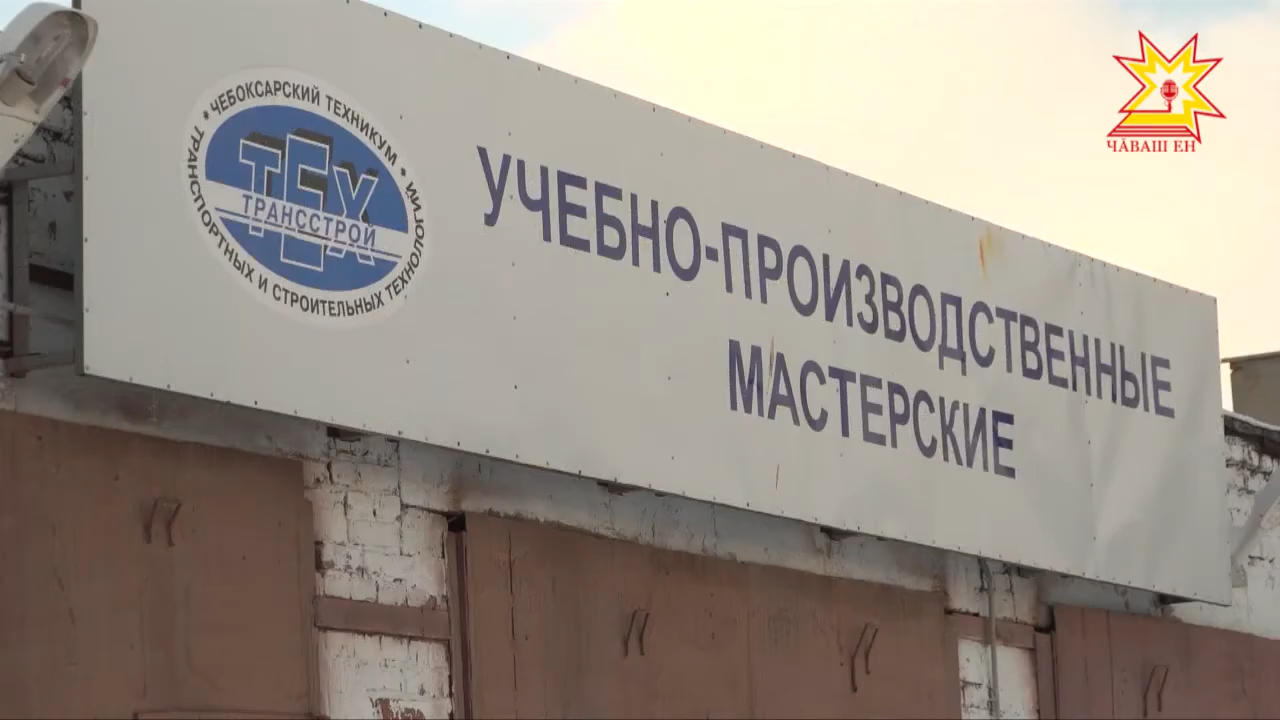 ЧĂВАШ ЕН
• ЧЕБОКСАРСКИЙ ТЕХНИКУМ •
ТРАНСПОРТНЫХ И СТРОИТЕЛЬНЫХ ТЕХНОЛОГИЙ
ТЕХ
ТРАНССТРОЙ
УЧЕБНО-ПРОИЗВОДСТВЕННЫЕ
МАСТЕРСКИЕ